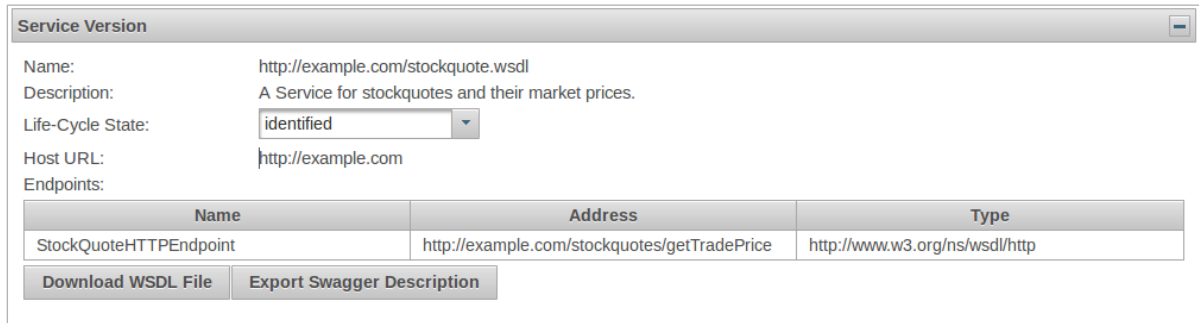 Service Version
Name: http://example.com/stockquote.wsdl
Description: A Service for stockquotes and their market prices.
Life-Cycle State: identified
Host URL: http://example.com
Endpoints:
Name Address Type
StockQuoteHTTPEndpoint http://example.com/stockquotes/getTradePrice http://www.w3.org/ns/wsdl/http
Download WSDL File Export Swagger Description